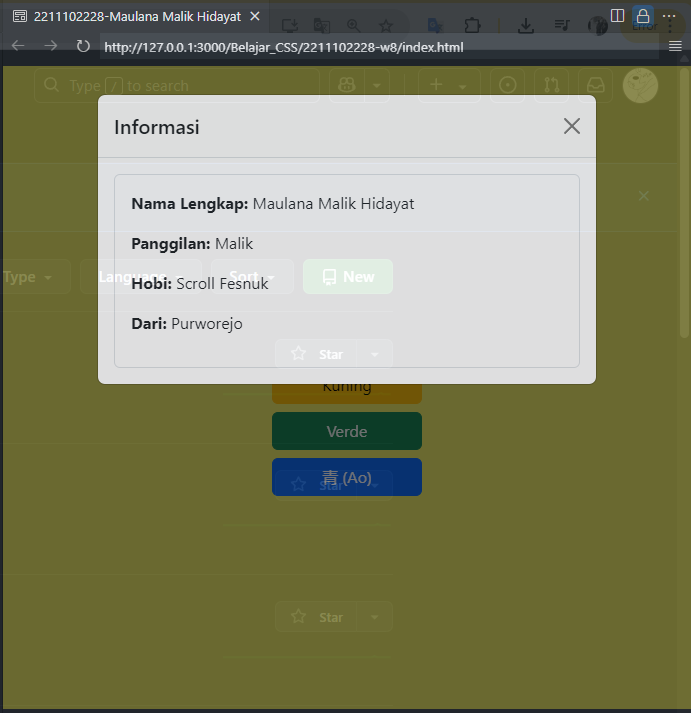 2211102228-Maulana Malik Hidayat
Error
http://127.0.0.1:3000/Belajar_CSS/2211102228-w8/index.html
Type / to search
Informasi
Nama Lengkap: Maulana Malik Hidayat
Panggilan: Malik
Type
Language
Sort
New
Hobi: Scroll Fesnuk
Dari: Purworejo
Star
Kuning
Verde
青 (Ao)
Star
Star